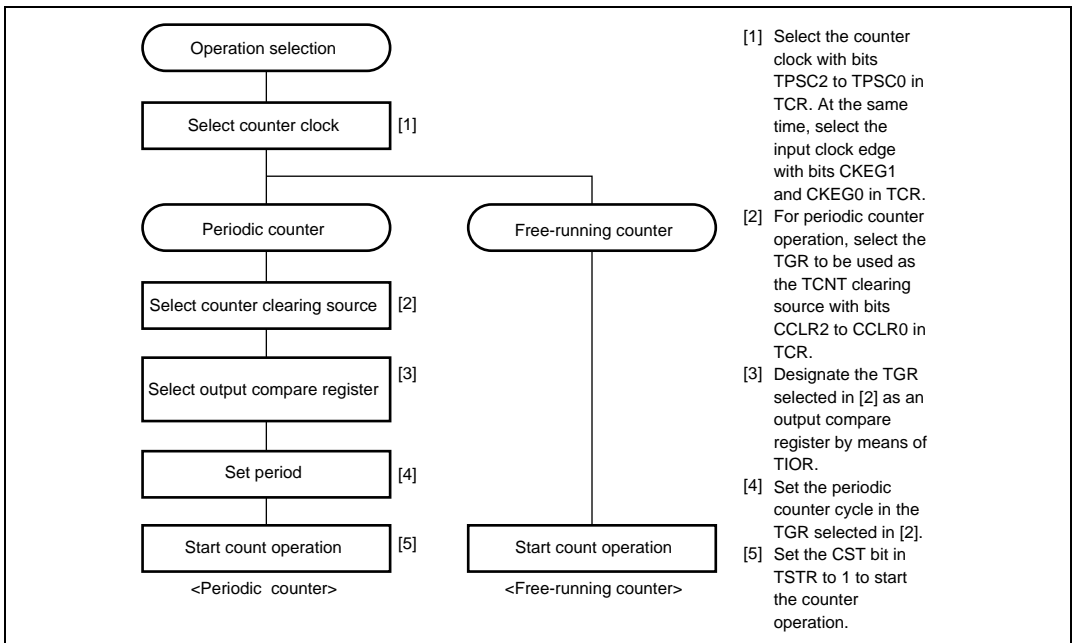 Operation selection
Select counter clock [1]
Periodic counter
Free-running counter
Select counter clearing source [2]
Select output compare register [3]
Set period [4]
Start count operation [5]
Start count operation
<Periodic counter>
<Free-running counter>
[1] Select the counter
clock with bits
TPSC2 to TPSC0 in
TCR. At the same
time, select the
input clock edge
with bits CKEG1
and CKEG0 in TCR.
[2] For periodic counter
operation, select the
TGR to be used as
the TCNT clearing
source with bits
CCLR2 to CCLR0 in
TCR.
[3] Designate the TGR
selected in [2] as an
output compare
register by means of
TIOR.
[4] Set the periodic
counter cycle in the
TGR selected in [2].
[5] Set the CST bit in
TSTR to 1 to start
the counter
operation.